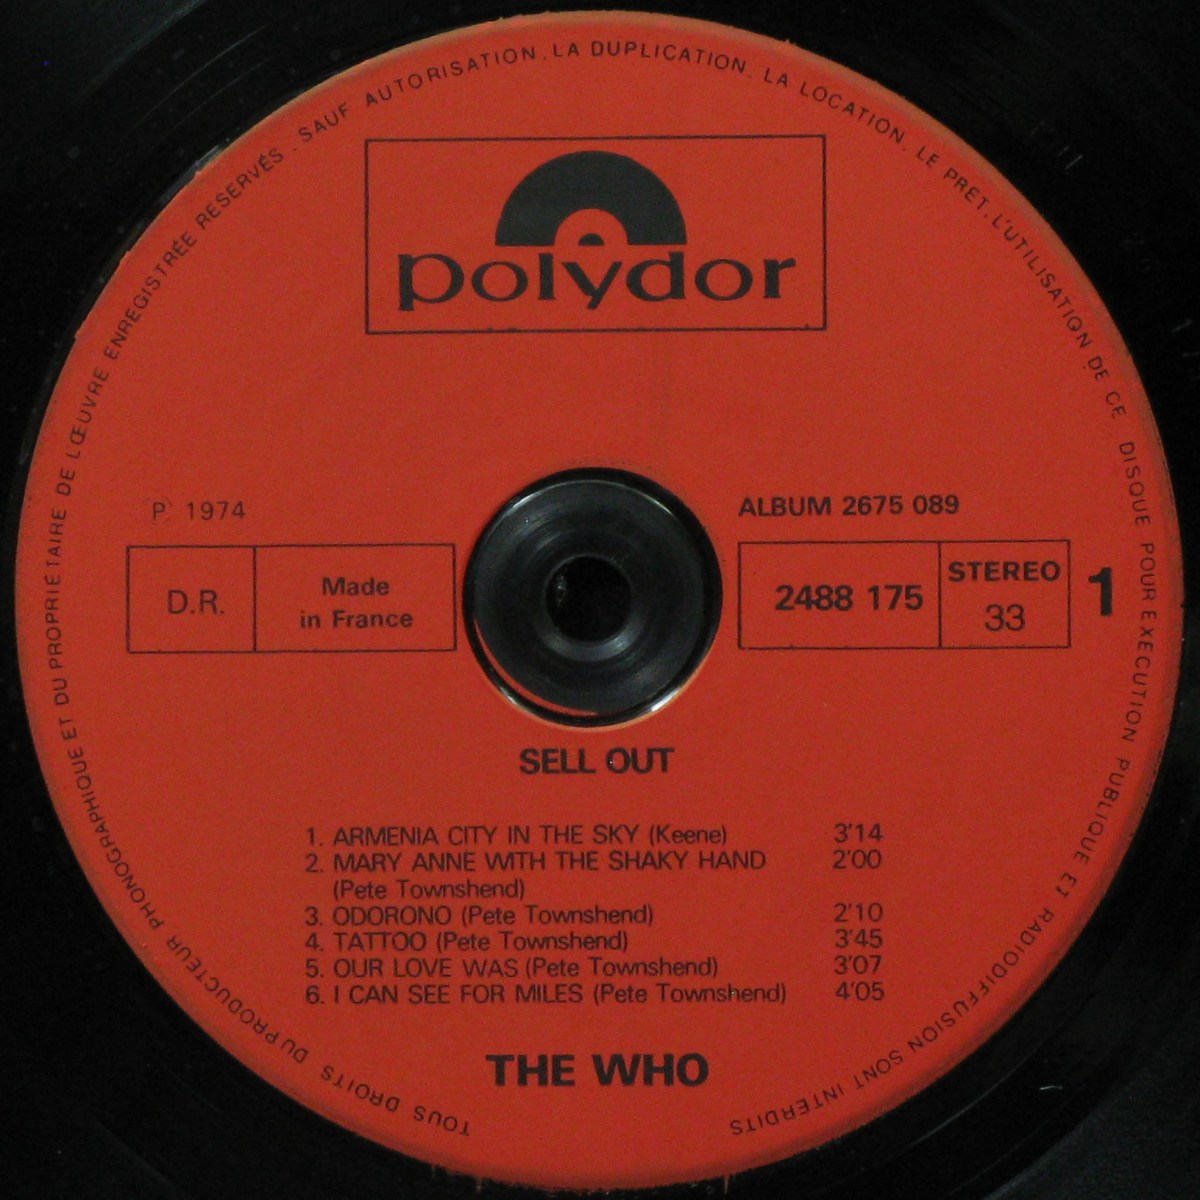 TOUS DROITS DU PRODUCTEUR PHONOGRAPHIQUE ET DU PROPRIÉTAIRE DE L'ŒUVRE ENREGISTRÉE RESERVÉS . SAUF AUTORISATION . LA DUPLICATION. LA LOCATION. LE PRET. L'UTILISATION DE CE DISQUE POUR EXECUTION PUBLIQUE ET RADIODIFFUSION SONT INTERDITS
polydor
Ⓟ 1974
ALBUM 2675 089
D.R.
Made
in France
2488 175
STEREO
33
1
SELL OUT
1. ARMENIA CITY IN THE SKY (Keene) 3'14
2. MARY ANNE WITH THE SHAKY HAND 2'00
(Pete Townshend)
3. ODORONO (Pete Townshend) 2'10
4. TATTOO (Pete Townshend) 3'45
5. OUR LOVE WAS (Pete Townshend) 3'07
6. I CAN SEE FOR MILES (Pete Townshend) 4'05
THE WHO